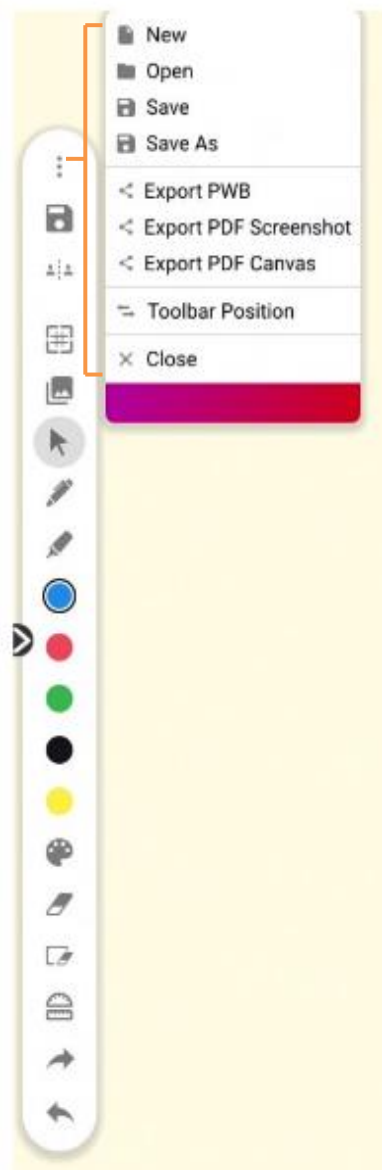 New
Open
Save
Save As
Export PWB
Export PDF Screenshot
Export PDF Canvas
Toolbar Position
Close